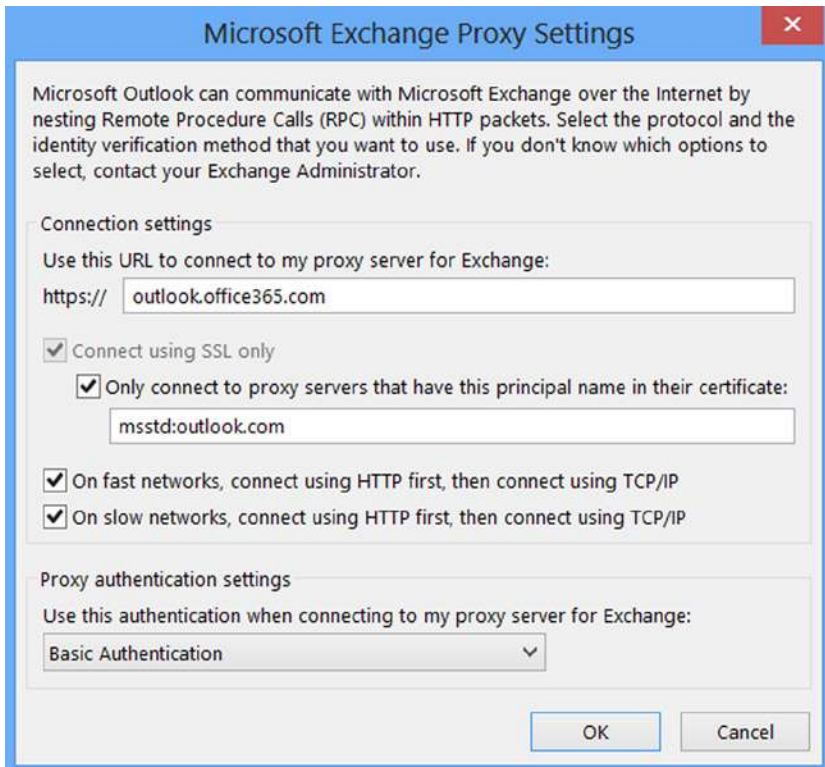 Microsoft Exchange Proxy Settings
Microsoft Outlook can communicate with Microsoft Exchange over the Internet by
nesting Remote Procedure Calls (RPC) within HTTP packets. Select the protocol and the
identity verification method that you want to use. If you don't know which options to
select, contact your Exchange Administrator.
Connection settings
Use this URL to connect to my proxy server for Exchange:
https:// outlook.office365.com
Connect using SSL only
Only connect to proxy servers that have this principal name in their certificate:
msstd:outlook.com
On fast networks, connect using HTTP first, then connect using TCP/IP
On slow networks, connect using HTTP first, then connect using TCP/IP
Proxy authentication settings
Use this authentication when connecting to my proxy server for Exchange:
Basic Authentication
OK Cancel